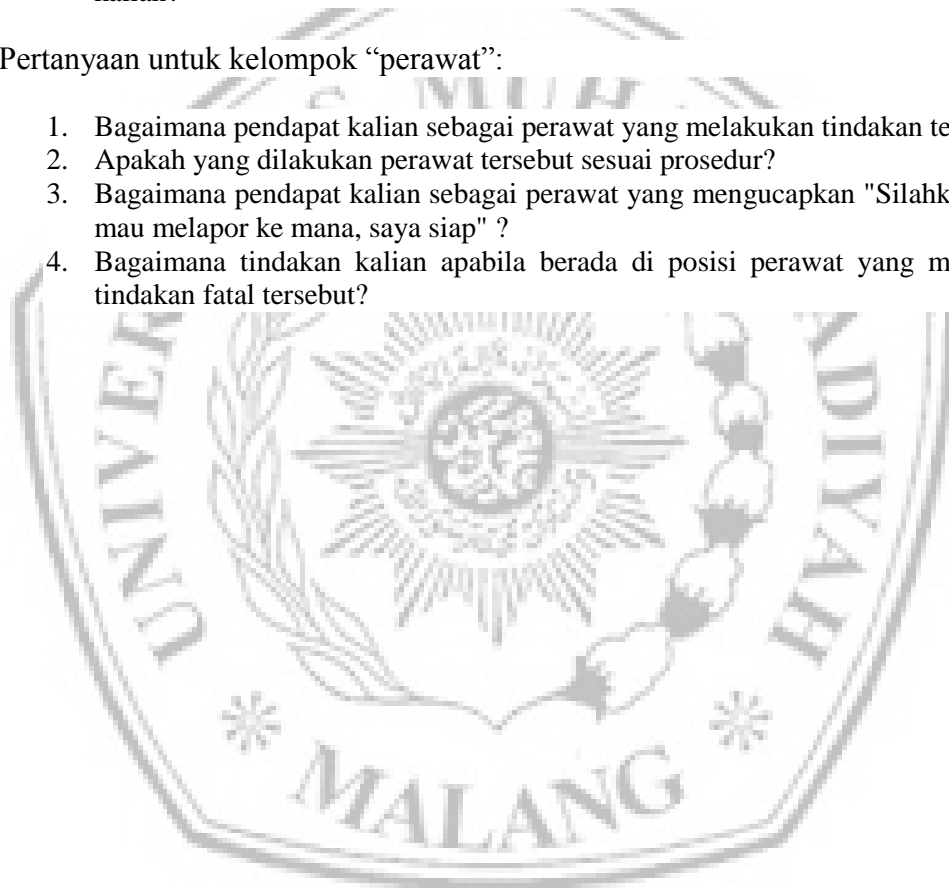 Pertanyaan untuk kelompok “perawat”:
1. Bagaimana pendapat kalian sebagai perawat yang melakukan tindakan te
2. Apakah yang dilakukan perawat tersebut sesuai prosedur?
3. Bagaimana pendapat kalian sebagai perawat yang mengucapkan "Silahk
mau melapor ke mana, saya siap" ?
4. Bagaimana tindakan kalian apabila berada di posisi perawat yang m
tindakan fatal tersebut?
MALANG